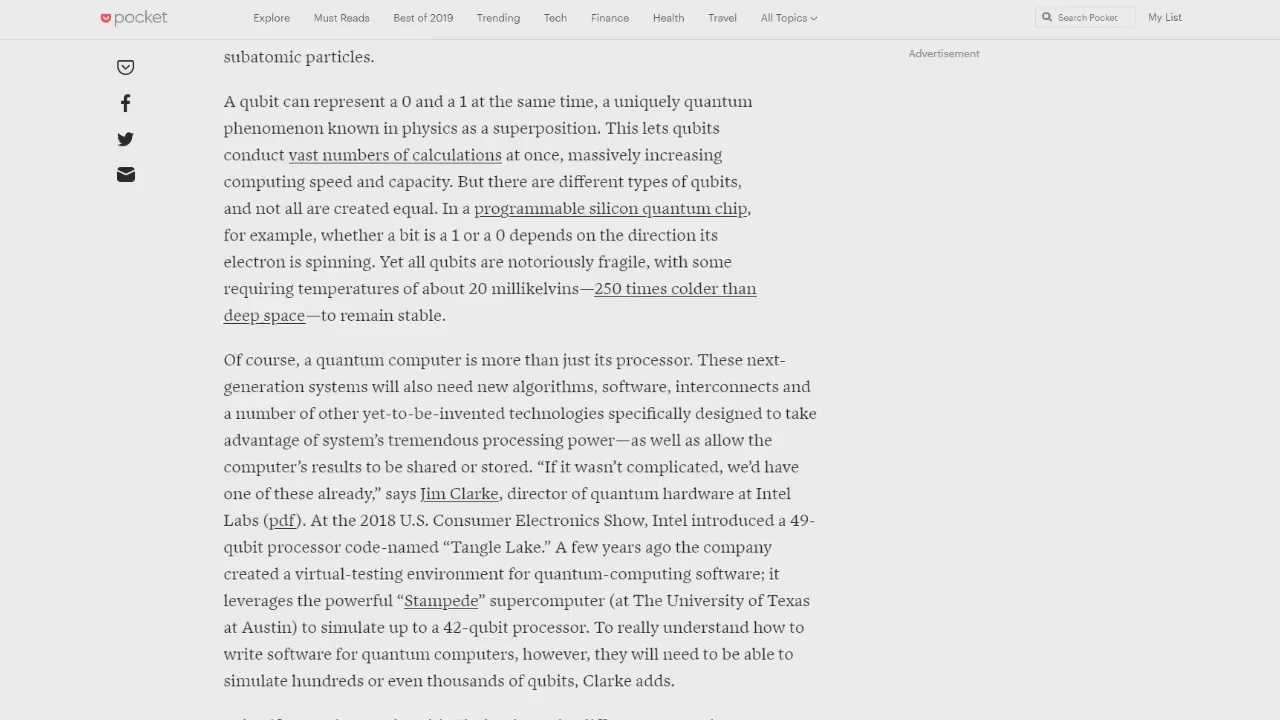 pocket
Explore
Must Reads
Best of 2019
Trending
Tech
Finance
Health
Travel
All Topics
Search Pocket
My List
Advertisement
subatomic particles.
A qubit can represent a 0 and a 1 at the same time, a uniquely quantum
phenomenon known in physics as a superposition. This lets qubits
conduct vast numbers of calculations at once, massively increasing
computing speed and capacity. But there are different types of qubits,
and not all are created equal. In a programmable silicon quantum chip,
for example, whether a bit is a 1 or a 0 depends on the direction its
electron is spinning. Yet all qubits are notoriously fragile, with some
requiring temperatures of about 20 millikelvins—250 times colder than
deep space—to remain stable.
Of course, a quantum computer is more than just its processor. These next-
generation systems will also need new algorithms, software, interconnects and
a number of other yet-to-be-invented technologies specifically designed to take
advantage of system’s tremendous processing power—as well as allow the
computer’s results to be shared or stored. “If it wasn’t complicated, we’d have
one of these already,” says Jim Clarke, director of quantum hardware at Intel
Labs (pdf). At the 2018 U.S. Consumer Electronics Show, Intel introduced a 49-
qubit processor code-named “Tangle Lake.” A few years ago the company
created a virtual-testing environment for quantum-computing software; it
leverages the powerful “Stampede” supercomputer (at The University of Texas
at Austin) to simulate up to a 42-qubit processor. To really understand how to
write software for quantum computers, however, they will need to be able to
simulate hundreds or even thousands of qubits, Clarke adds.